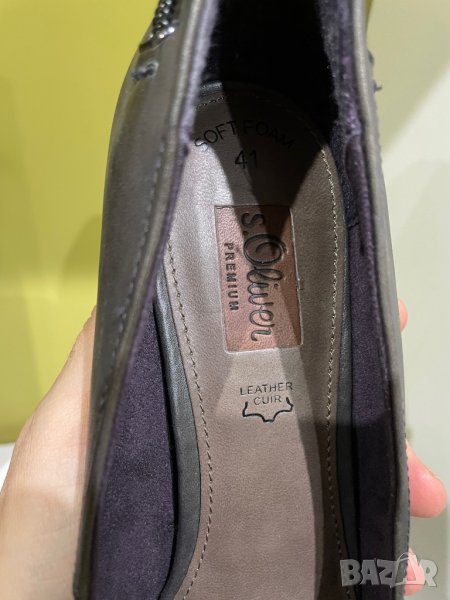 SOFT FOAM
41
s.Oliver
PREMIUM
LEATHER
CUIR
BAZAR